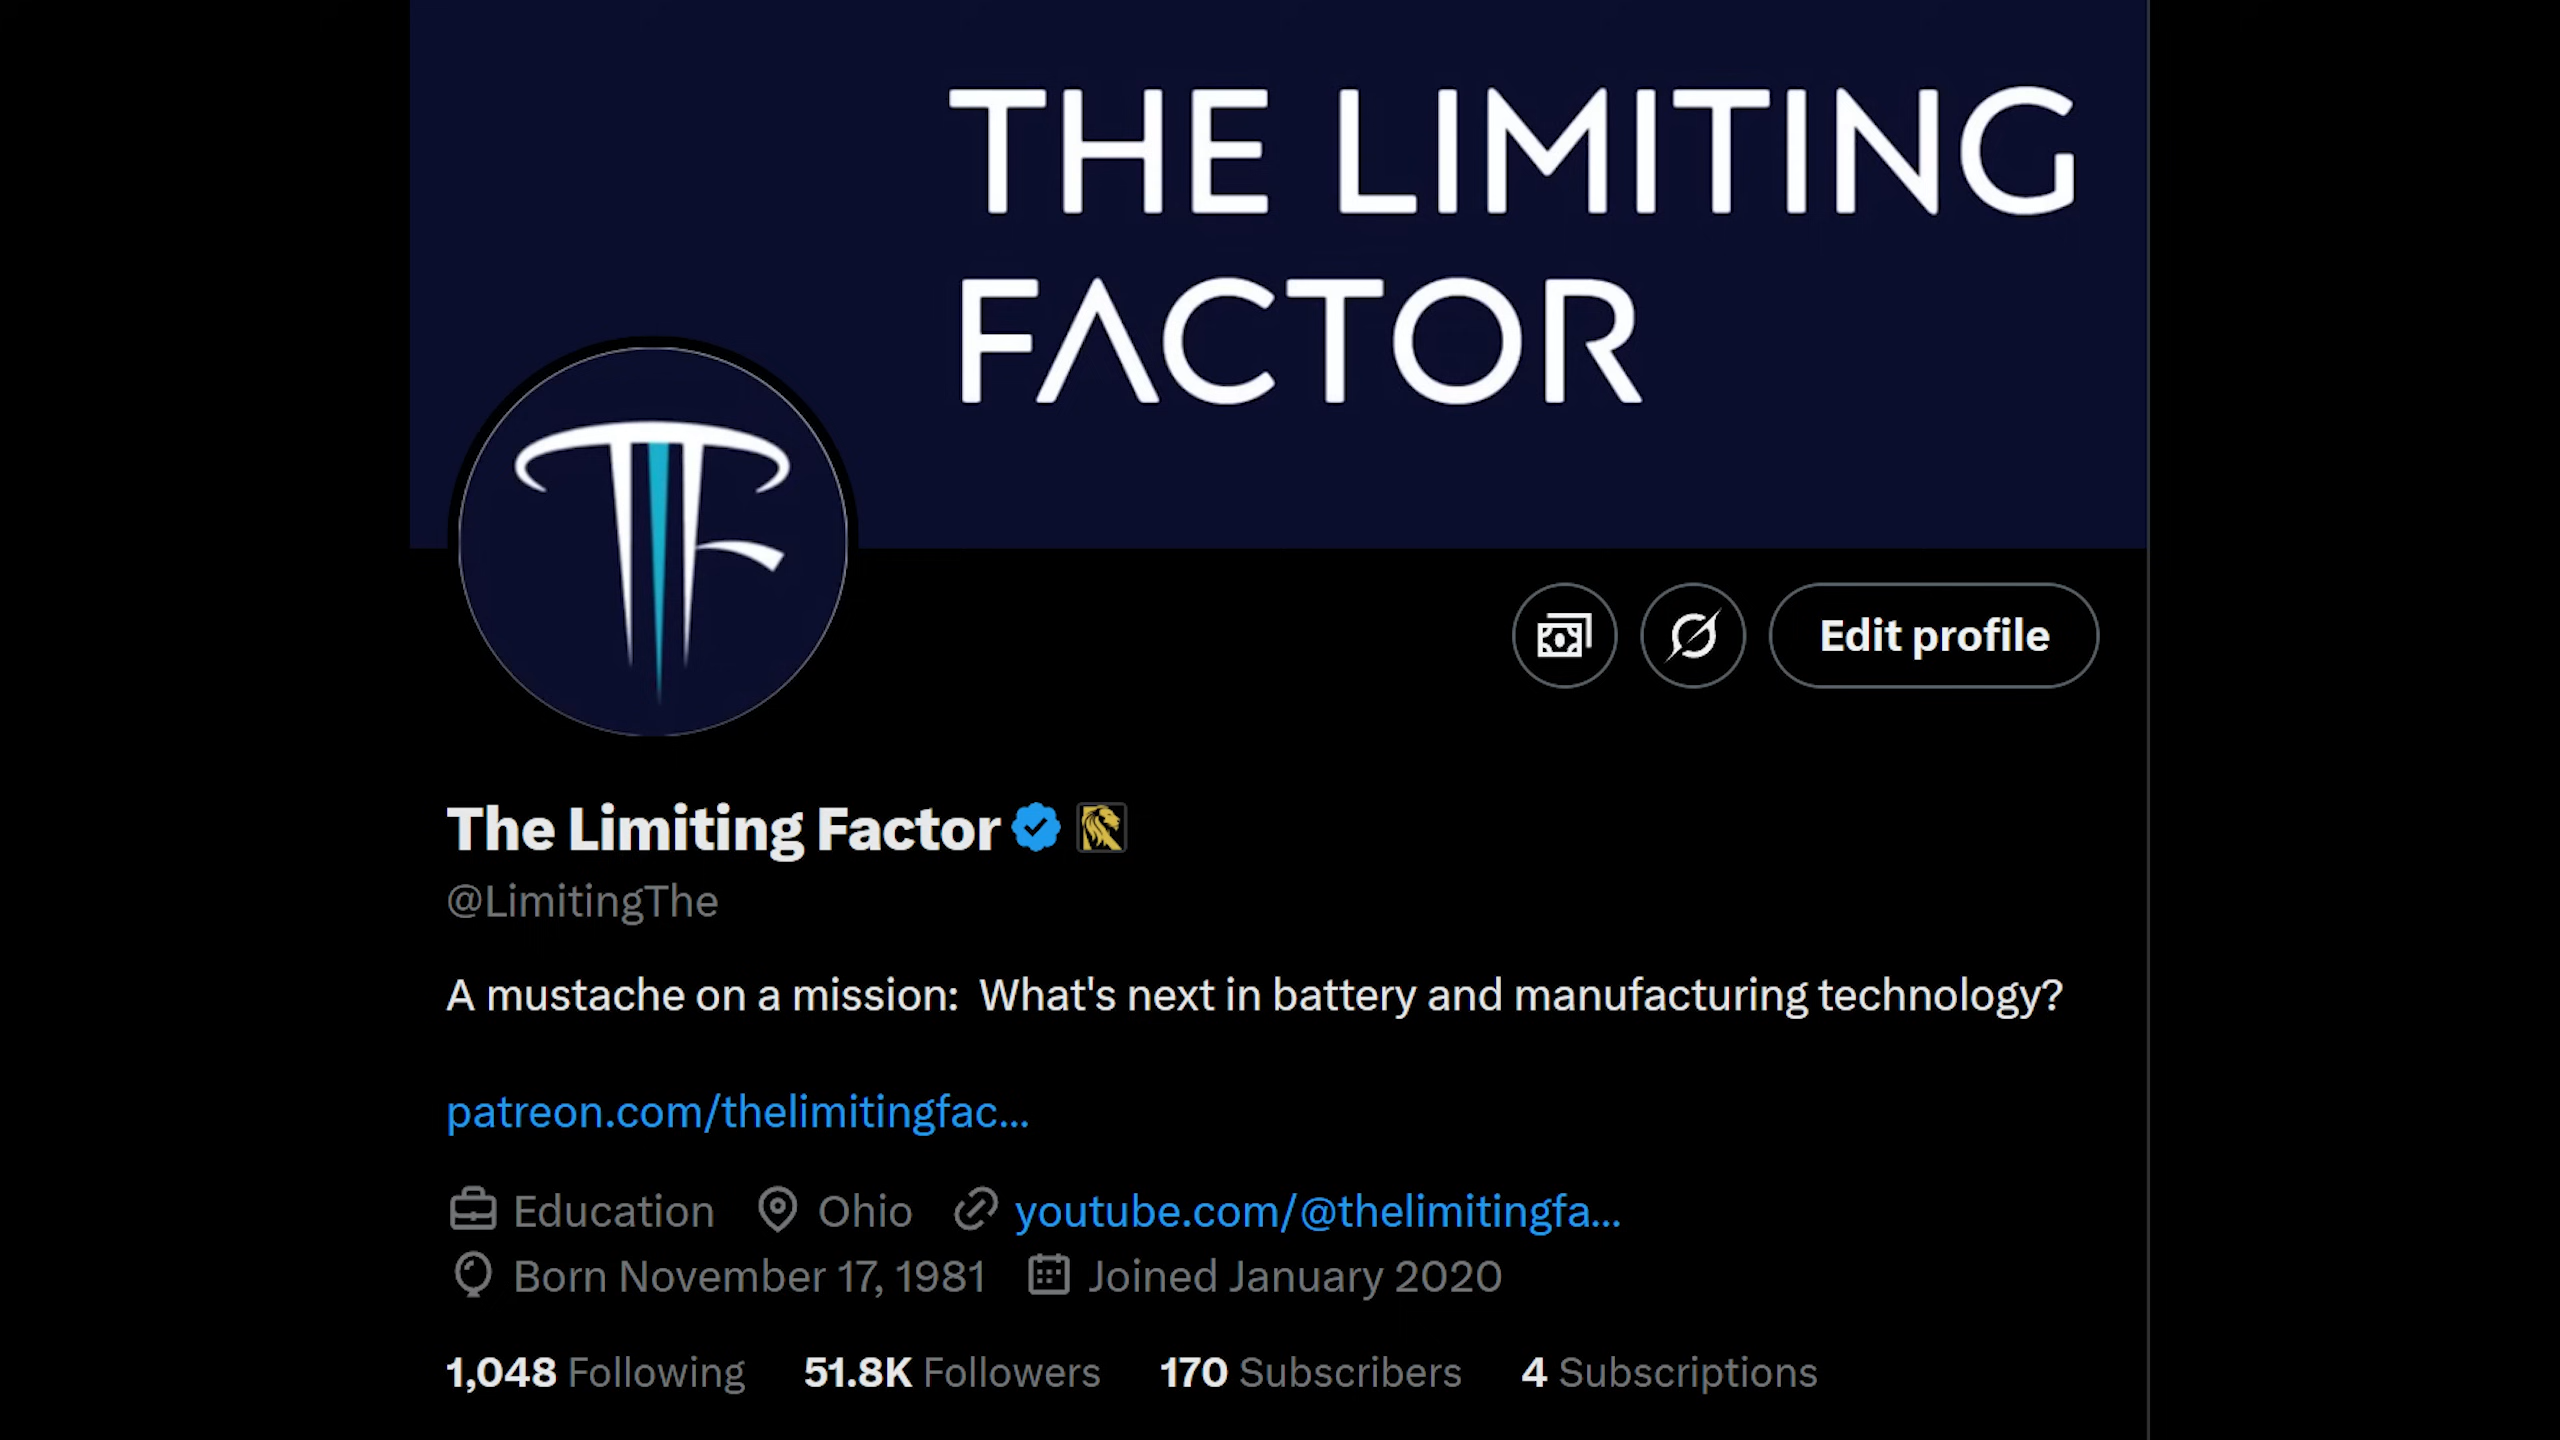 THE LIMITING
FACTOR
TF
Edit profile
The Limiting Factor
@LimitingThe
A mustache on a mission:  What's next in battery and manufacturing technology?
patreon.com/thelimitingfac...
Education Ohio youtube.com/@thelimitingfa...
Born November 17, 1981 Joined January 2020
1,048 Following 51.8K Followers 170 Subscribers 4 Subscriptions